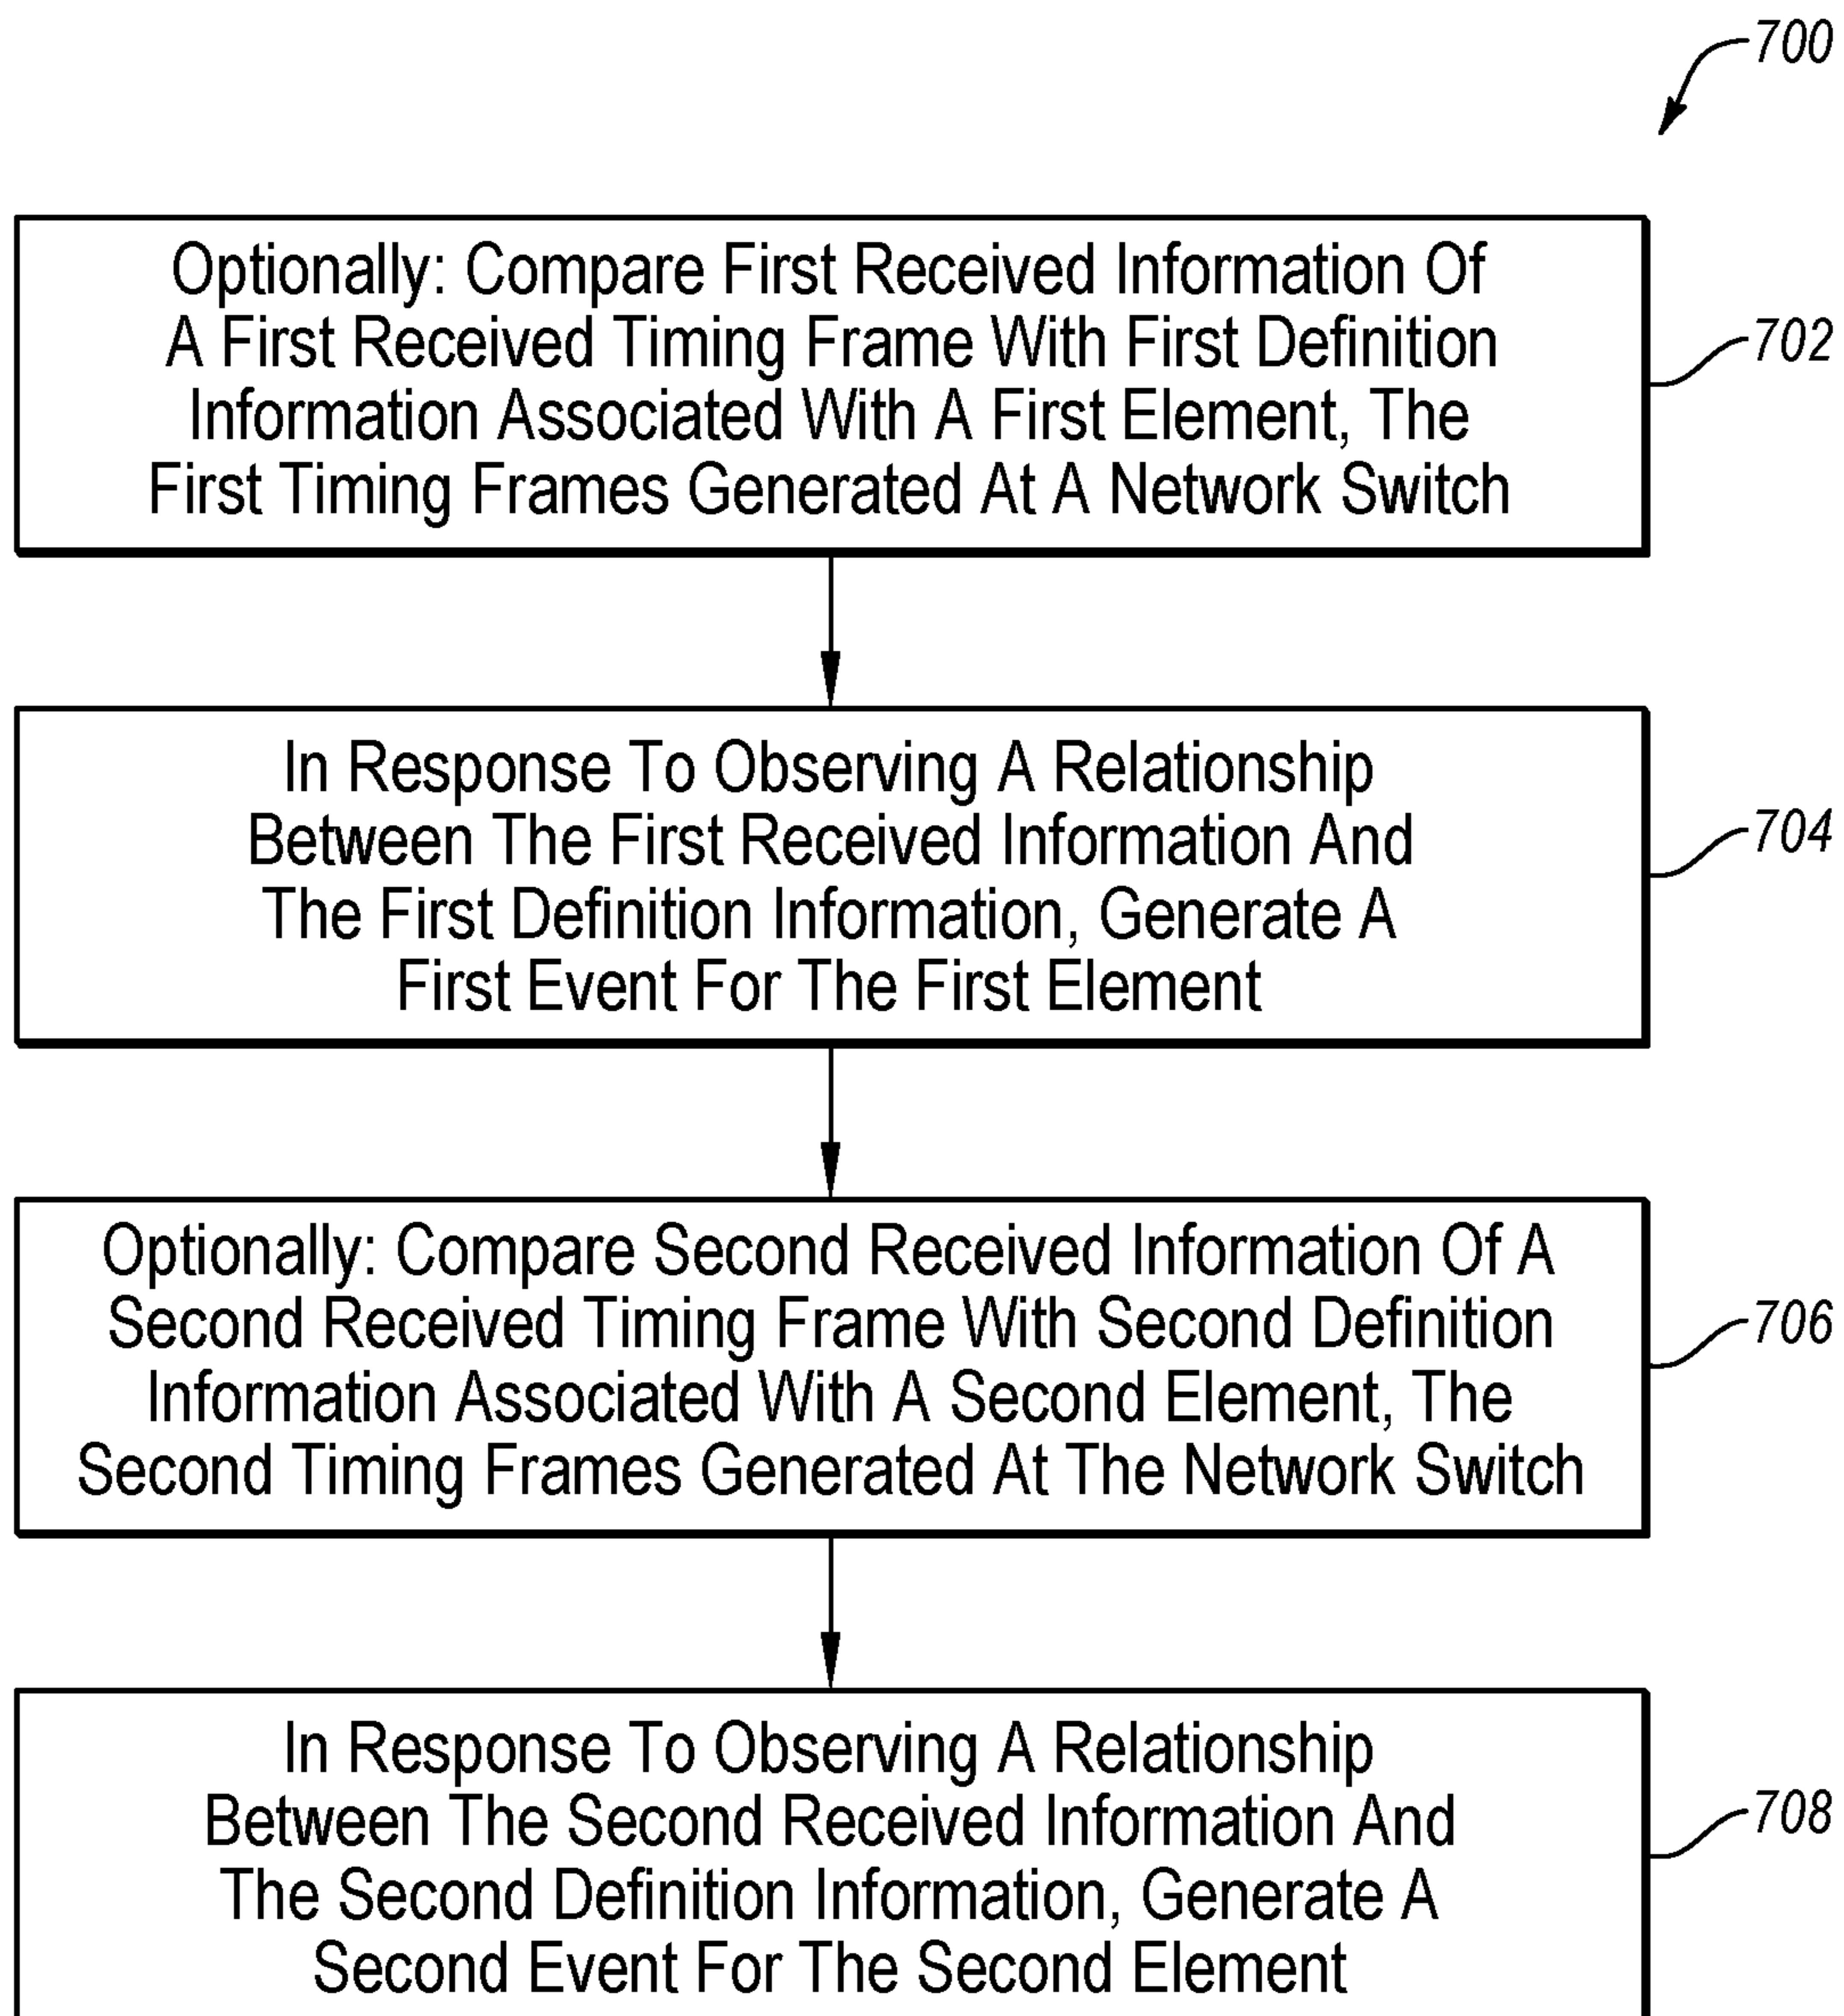 700
Optionally: Compare First Received Information Of
A First Received Timing Frame With First Definition
Information Associated With A First Element, The
First Timing Frames Generated At A Network Switch
702
In Response To Observing A Relationship
Between The First Received Information And
The First Definition Information, Generate A
First Event For The First Element
704
Optionally: Compare Second Received Information Of A
Second Received Timing Frame With Second Definition
Information Associated With A Second Element, The
Second Timing Frames Generated At The Network Switch
706
In Response To Observing A Relationship
Between The Second Received Information And
The Second Definition Information, Generate A
Second Event For The Second Element
708